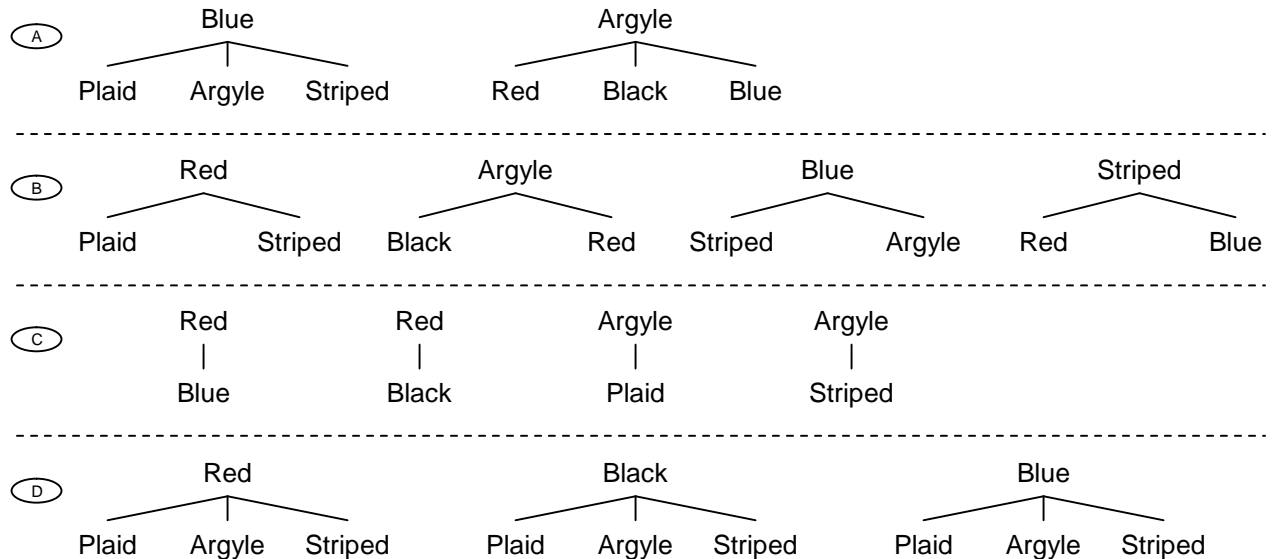 A Blue Argyle
Plaid Argyle Striped Red Black Blue
B Red Argyle Blue Striped
Plaid Striped Black Red Striped Argyle Red Blue
C Red Red Argyle Argyle
Blue Black Plaid Striped
D Red Black Blue
Plaid Argyle Striped Plaid Argyle Striped Plaid Argyle Striped